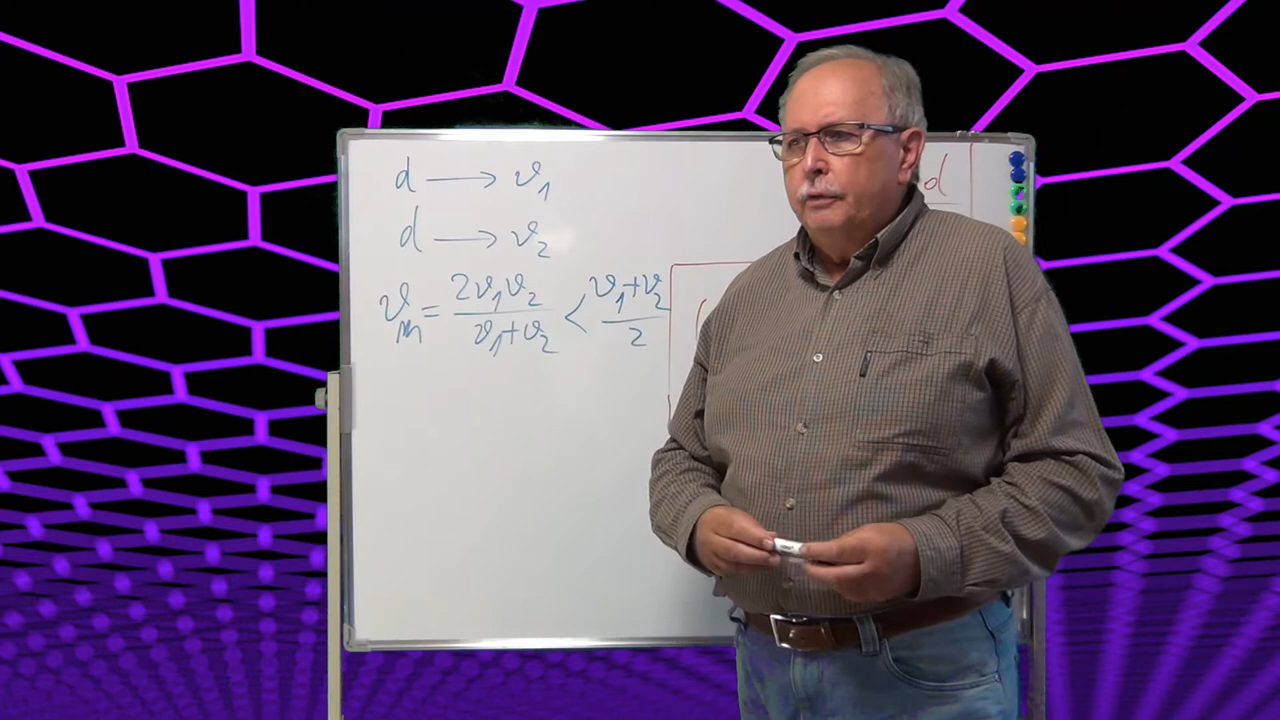 d → v₁
d → v₂
vₘ = 2v₁v₂ / v₁+v₂ < v₁+v₂ / 2
d